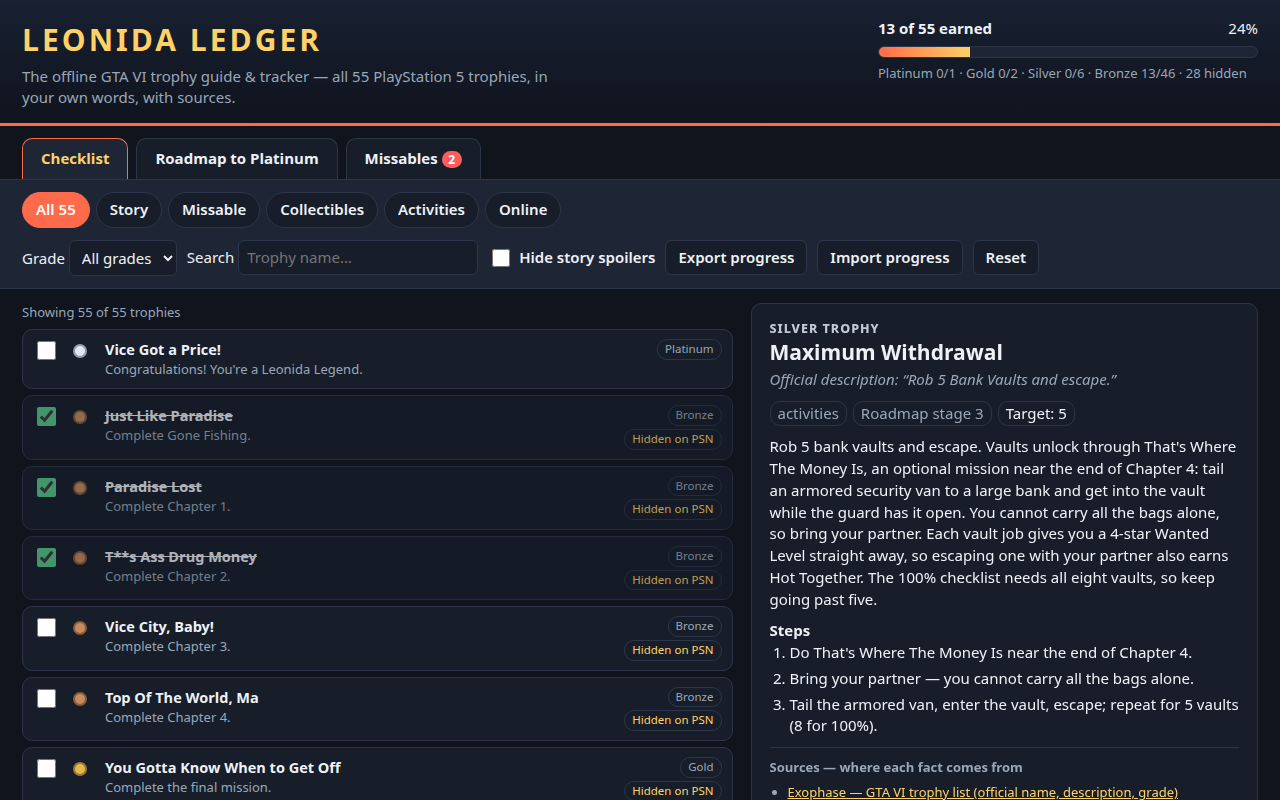 LEONIDA LEDGER
The offline GTA VI trophy guide & tracker — all 55 PlayStation 5 trophies, in
your own words, with sources.
13 of 55 earned
24%
Platinum 0/1 · Gold 0/2 · Silver 0/6 · Bronze 13/46 · 28 hidden
Checklist
Roadmap to Platinum
Missables 2
All 55
Story
Missable
Collectibles
Activities
Online
Grade
All grades
Search
Trophy name...
Hide story spoilers
Export progress
Import progress
Reset
Showing 55 of 55 trophies
Vice Got a Price!
Platinum
Congratulations! You're a Leonida Legend.
Just Like Paradise
Bronze
Complete Gone Fishing.
Hidden on PSN
Paradise Lost
Bronze
Complete Chapter 1.
Hidden on PSN
T**s Ass Drug Money
Bronze
Complete Chapter 2.
Hidden on PSN
Vice City, Baby!
Bronze
Complete Chapter 3.
Hidden on PSN
Top Of The World, Ma
Bronze
Complete Chapter 4.
Hidden on PSN
You Gotta Know When to Get Off
Gold
Complete the final mission.
Hidden on PSN
SILVER TROPHY
Maximum Withdrawal
Official description: “Rob 5 Bank Vaults and escape.”
activities
Roadmap stage 3
Target: 5
Rob 5 bank vaults and escape. Vaults unlock through That's Where
The Money Is, an optional mission near the end of Chapter 4: tail
an armored security van to a large bank and get into the vault
while the guard has it open. You cannot carry all the bags alone,
so bring your partner. Each vault job gives you a 4-star Wanted
Level straight away, so escaping one with your partner also earns
Hot Together. The 100% checklist needs all eight vaults, so keep
going past five.
Steps
1. Do That's Where The Money Is near the end of Chapter 4.
2. Bring your partner — you cannot carry all the bags alone.
3. Tail the armored van, enter the vault, escape; repeat for 5 vaults
(8 for 100%).
Sources — where each fact comes from
• Exophase — GTA VI trophy list (official name, description, grade)